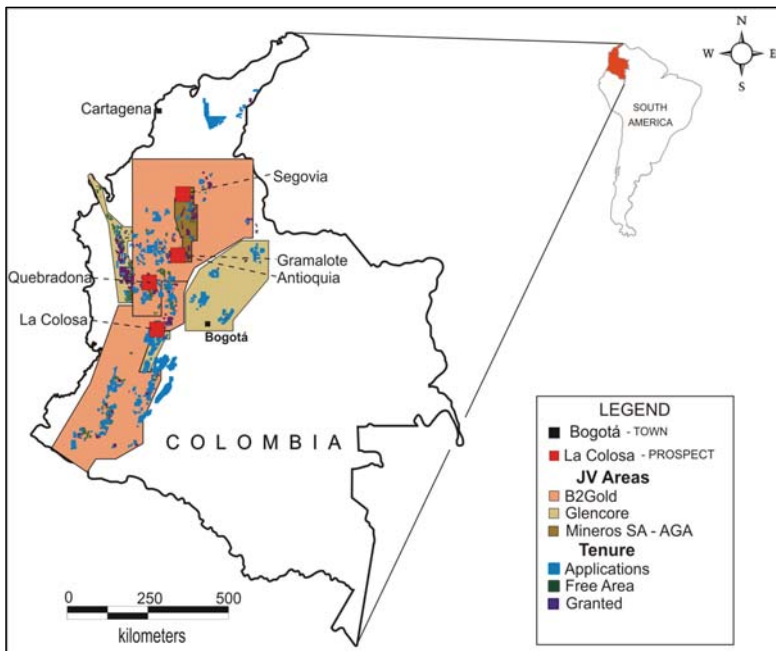 N
W E
S
SOUTH
AMERICA
Cartagena
Segovia
Gramalote
Antioquia
Quebradona
La Colosa
Bogotá
COLOMBIA
LEGEND
Bogotá - TOWN
La Colosa - PROSPECT
JV Areas
B2Gold
Glencore
Mineros SA - AGA
Tenure
Applications
Free Area
Granted
0 250 500
kilometers